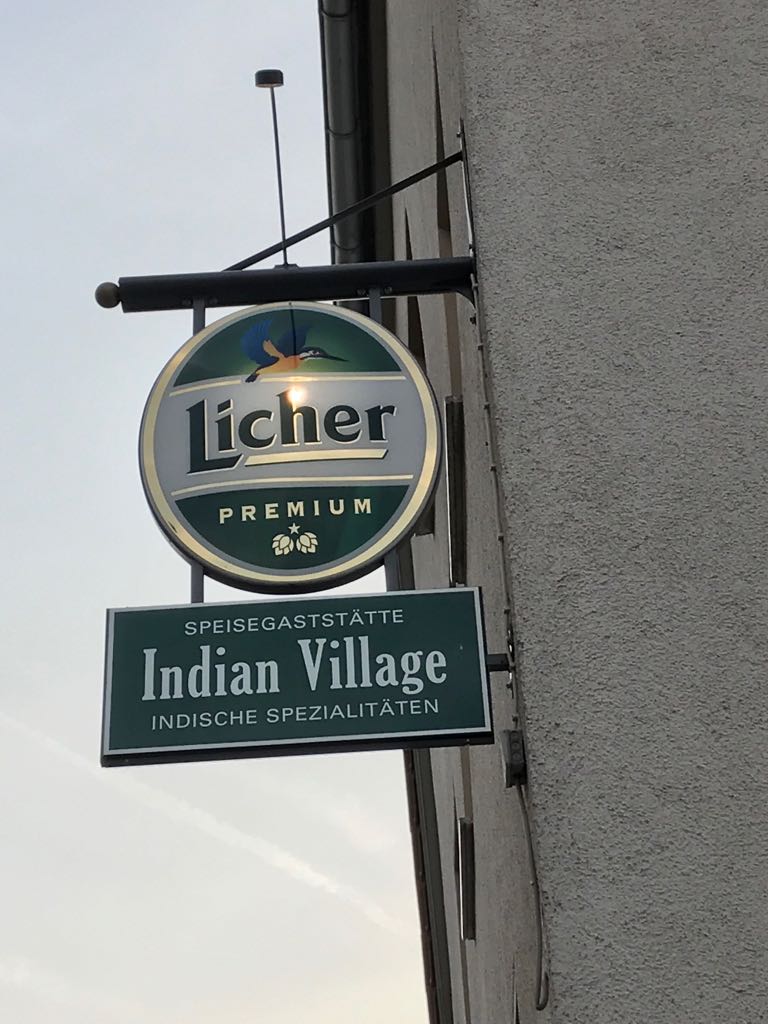 Licher
PREMIUM
SPEISEGASTSTÄTTE
Indian Village
INDISCHE SPEZIALITÄTEN